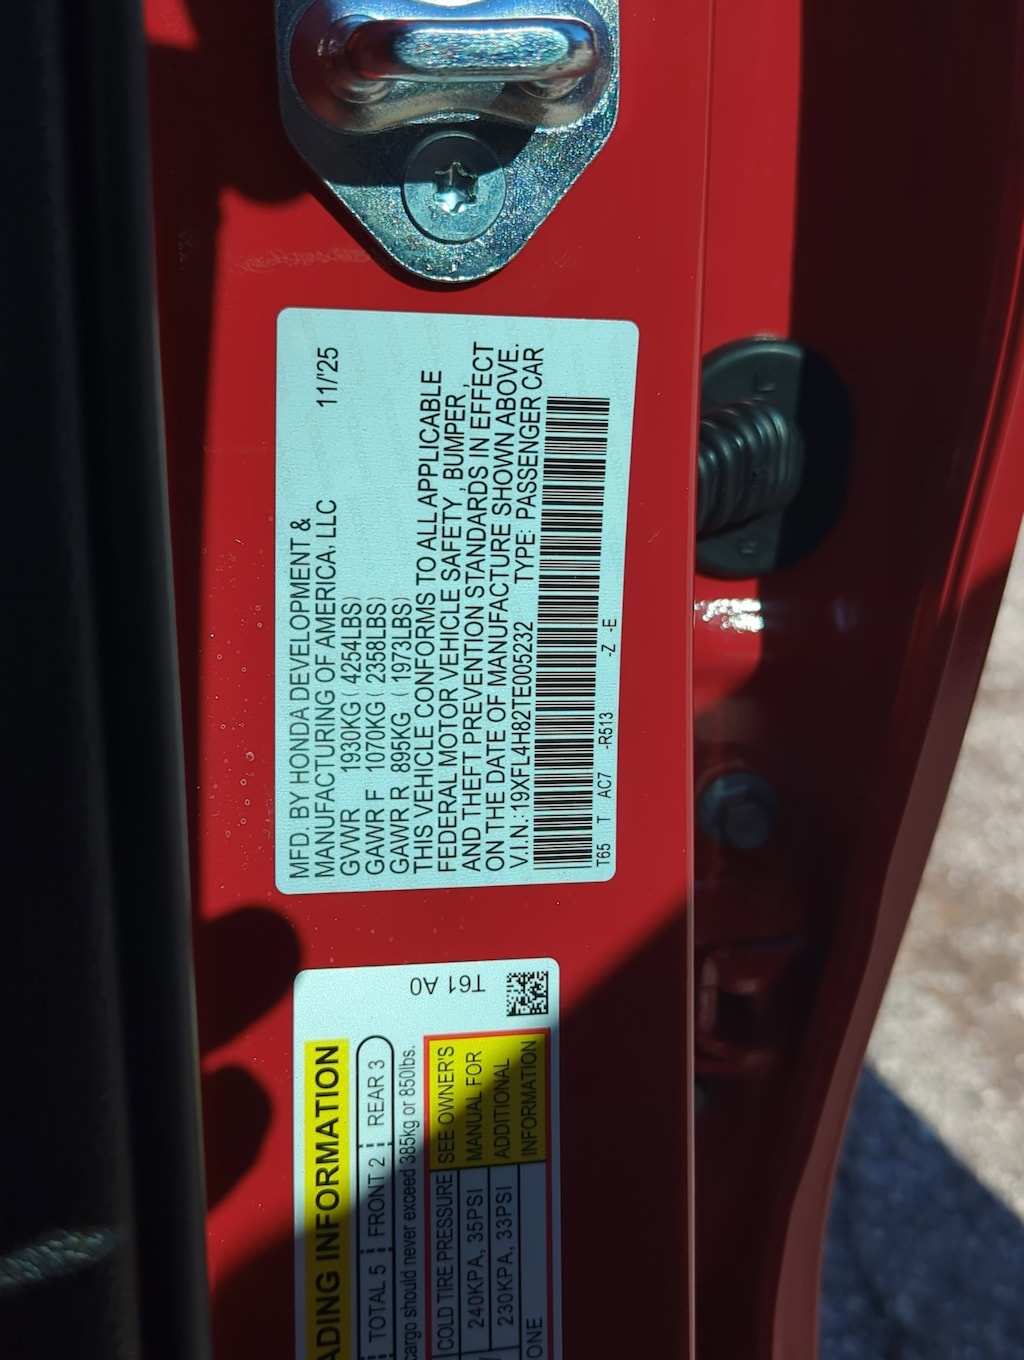 MFD. BY HONDA DEVELOPMENT &
MANUFACTURING OF AMERICA, LLC 11/'25
GVWR 1930KG ( 4254LBS)
GAWR F 1070KG ( 2358LBS)
GAWR R 895KG ( 1973LBS)
THIS VEHICLE CONFORMS TO ALL APPLICABLE
FEDERAL MOTOR VEHICLE SAFETY, BUMPER,
AND THEFT PREVENTION STANDARDS IN EFFECT
ON THE DATE OF MANUFACTURE SHOWN ABOVE.
V.I.N.:19XFL4H82TE005232 TYPE: PASSENGER CAR
T65 T AC7 -R513 -Z -E
T61 A0
ADING INFORMATION
TOTAL 5 FRONT 2 REAR 3
cargo should never exceed 385kg or 850lbs.
COLD TIRE PRESSURE SEE OWNER'S
240KPA, 35PSI MANUAL FOR
230KPA, 33PSI ADDITIONAL
ONE INFORMATION